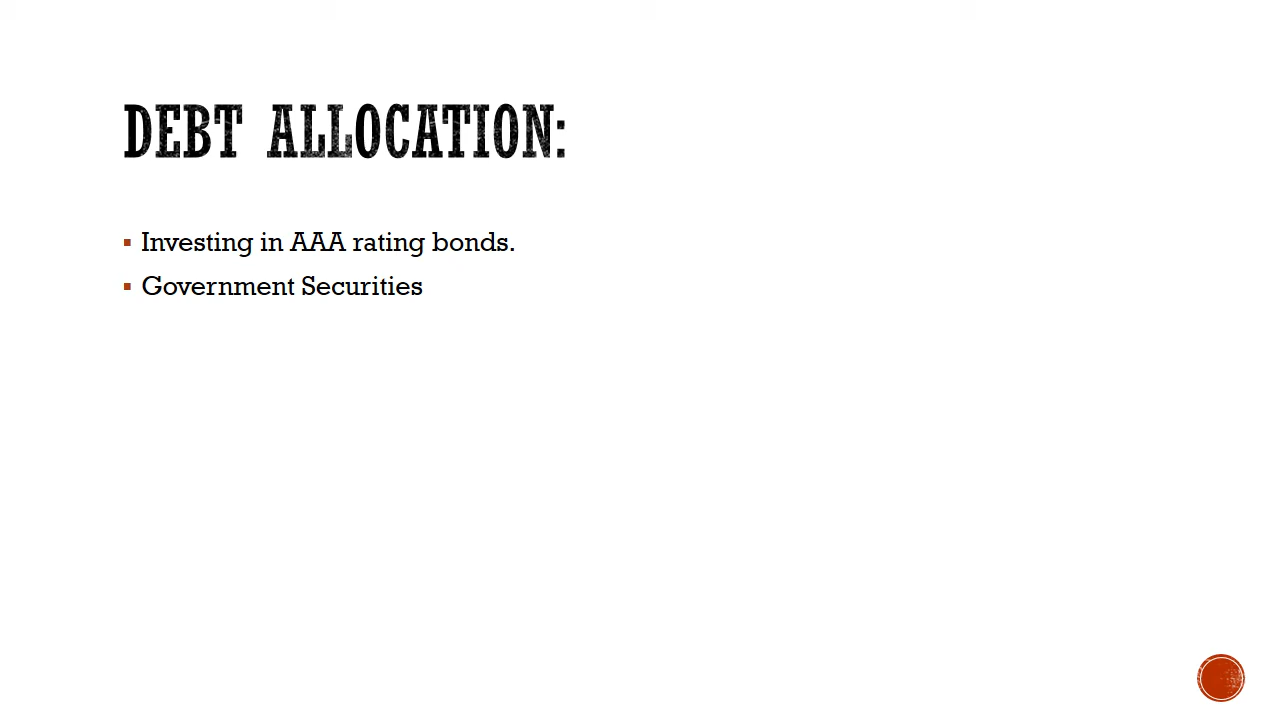 DEBT ALLOCATION:
▪ Investing in AAA rating bonds.
▪ Government Securities